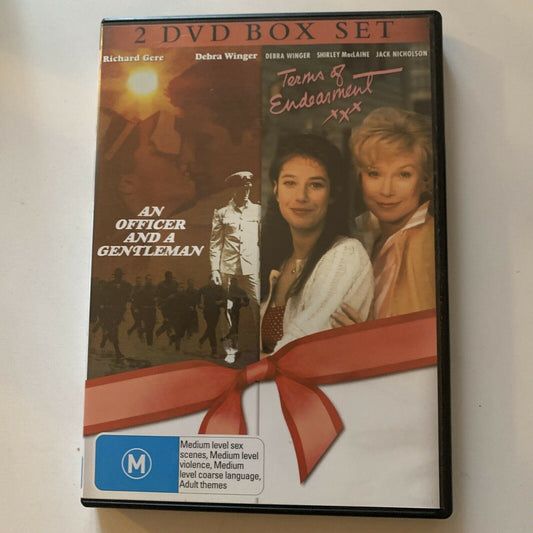 2 DVD BOX SET
Richard Gere Debra Winger
DEBRA WINGER SHIRLEY MacLAINE JACK NICHOLSON
Terms of
Endearment
xxx
AN
OFFICER
AND A
GENTLEMAN
M
Medium level sex
scenes, Medium level
violence, Medium
level coarse language,
Adult themes